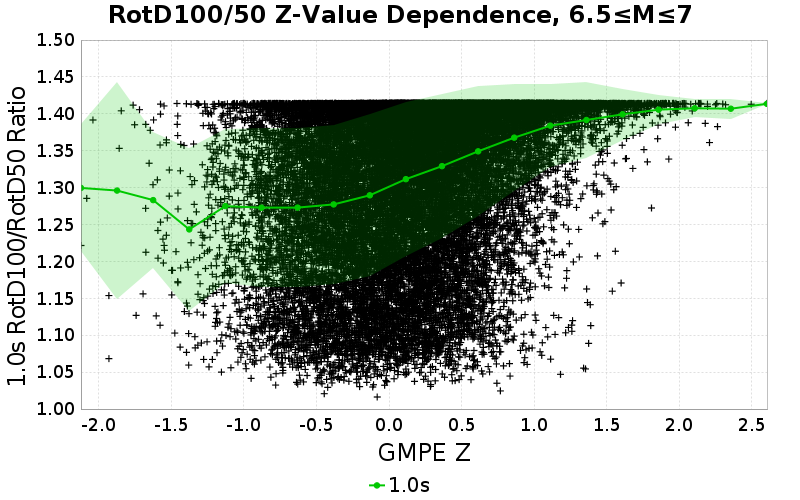 RotD100/50 Z-Value Dependence, 6.5≤M≤7
1.0s RotD100/RotD50 Ratio
1.50
1.45
1.40
1.35
1.30
1.25
1.20
1.15
1.10
1.05
1.00
-2.0 -1.5 -1.0 -0.5 0.0 0.5 1.0 1.5 2.0 2.5
GMPE Z
1.0s